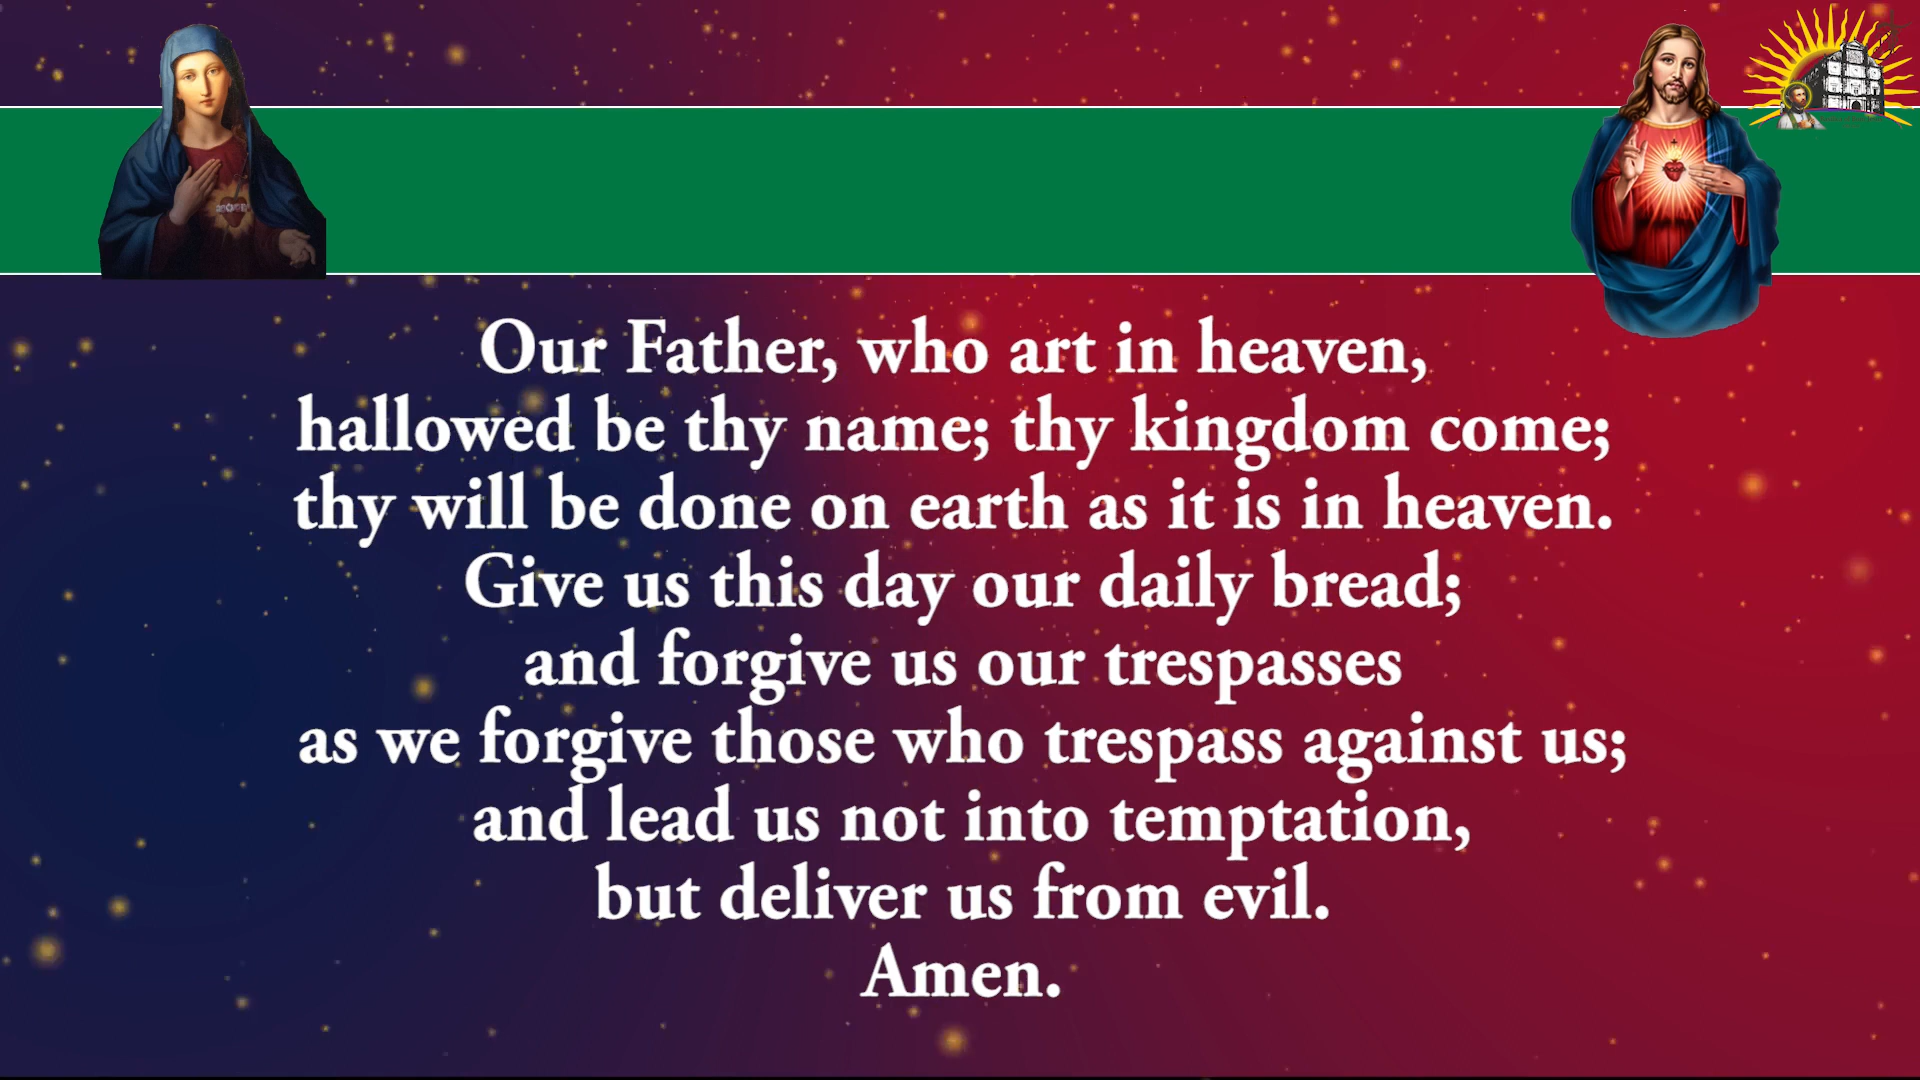 Our Father, who art in heaven,
hallowed be thy name; thy kingdom come;
thy will be done on earth as it is in heaven.
Give us this day our daily bread;
and forgive us our trespasses
as we forgive those who trespass against us;
and lead us not into temptation,
but deliver us from evil.
Amen.